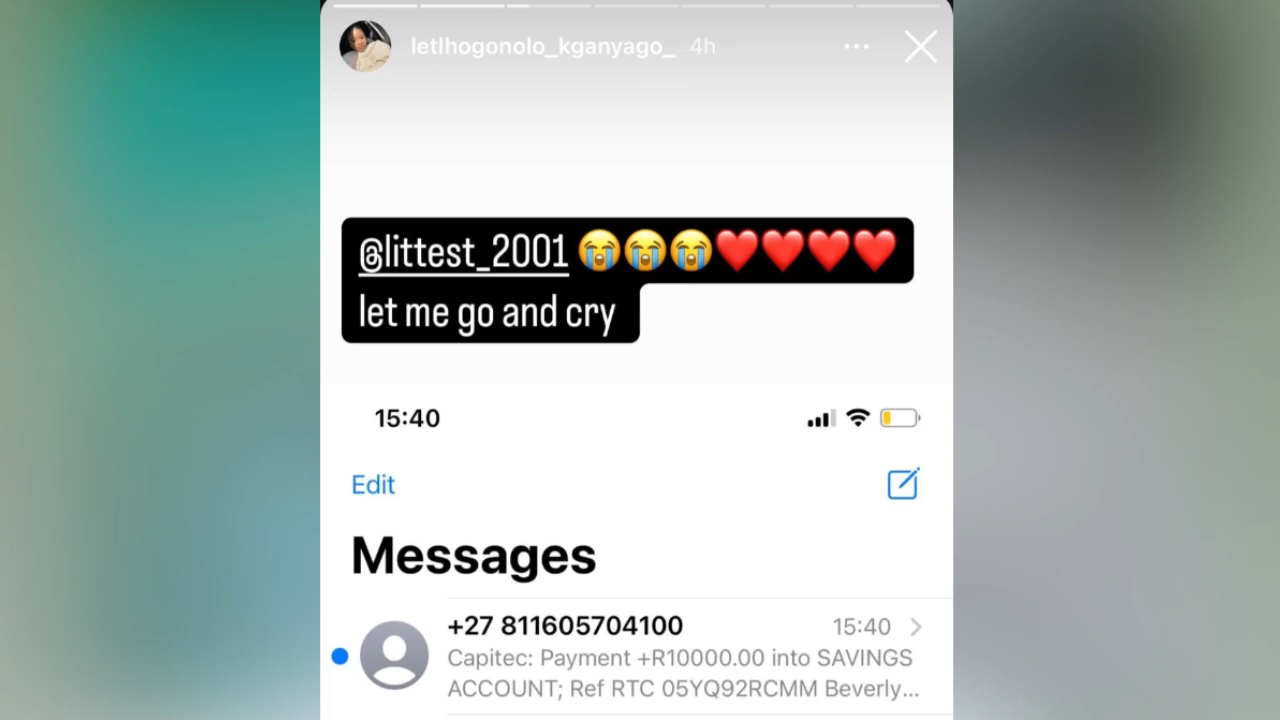 letlhogonolo_kganyago_ 4h
@littest_2001 😭😭😭❤️❤️❤️❤️
let me go and cry
15:40
Edit
Messages
+27 811605704100 15:40
Capitec: Payment +R10000.00 into SAVINGS
ACCOUNT; Ref RTC 05YQ92RCMM Beverly...